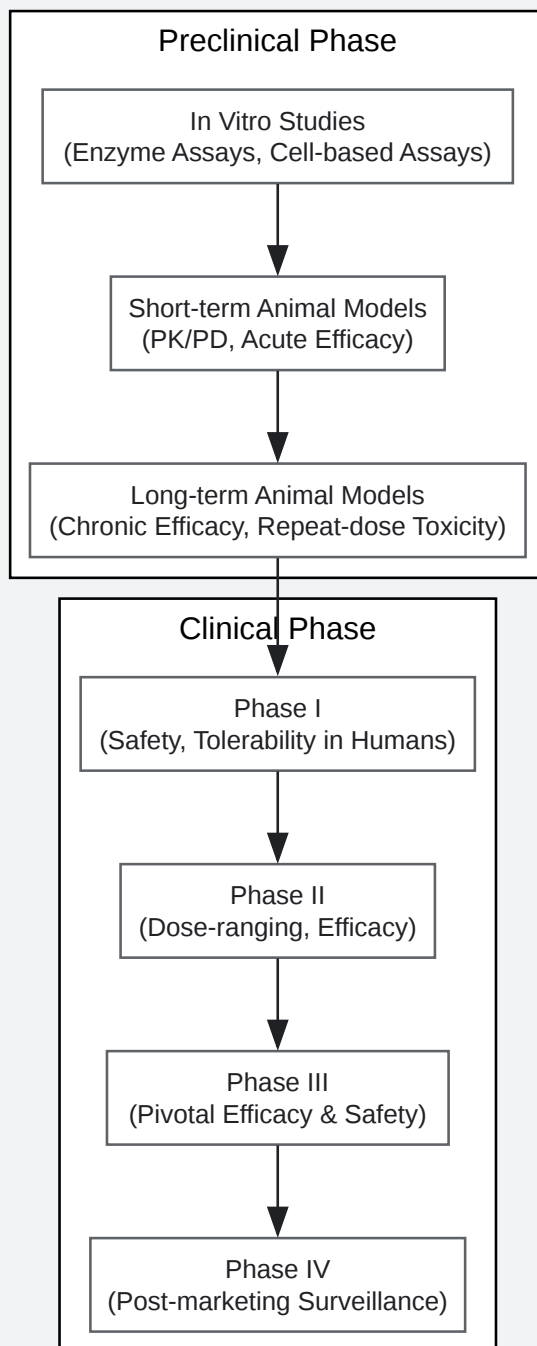 Preclinical Phase
In Vitro Studies
(Enzyme Assays, Cell-based Assays)
Short-term Animal Models
(PK/PD, Acute Efficacy)
Long-term Animal Models
(Chronic Efficacy, Repeat-dose Toxicity)
Clinical Phase
Phase I
(Safety, Tolerability in Humans)
Phase II
(Dose-ranging, Efficacy)
Phase III
(Pivotal Efficacy & Safety)
Phase IV
(Post-marketing Surveillance)